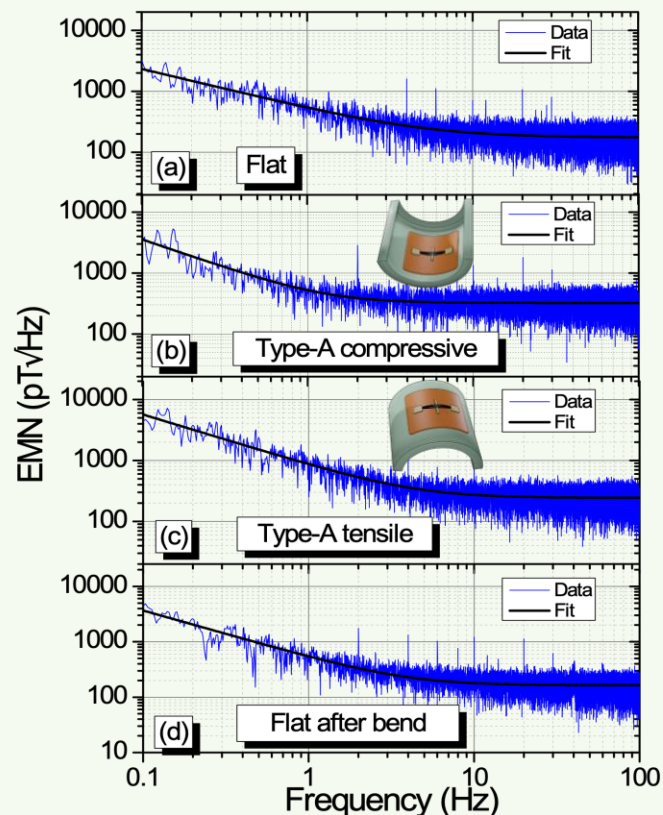 10000
1000
100
Data
Fit
(a)
Flat
10000
1000
100
Data
Fit
(b)
Type-A compressive
10000
1000
100
Data
Fit
(c)
Type-A tensile
10000
1000
100
10
Data
Fit
(d)
Flat after bend
EMN (pT√Hz)
0.1
1
10
100
Frequency (Hz)